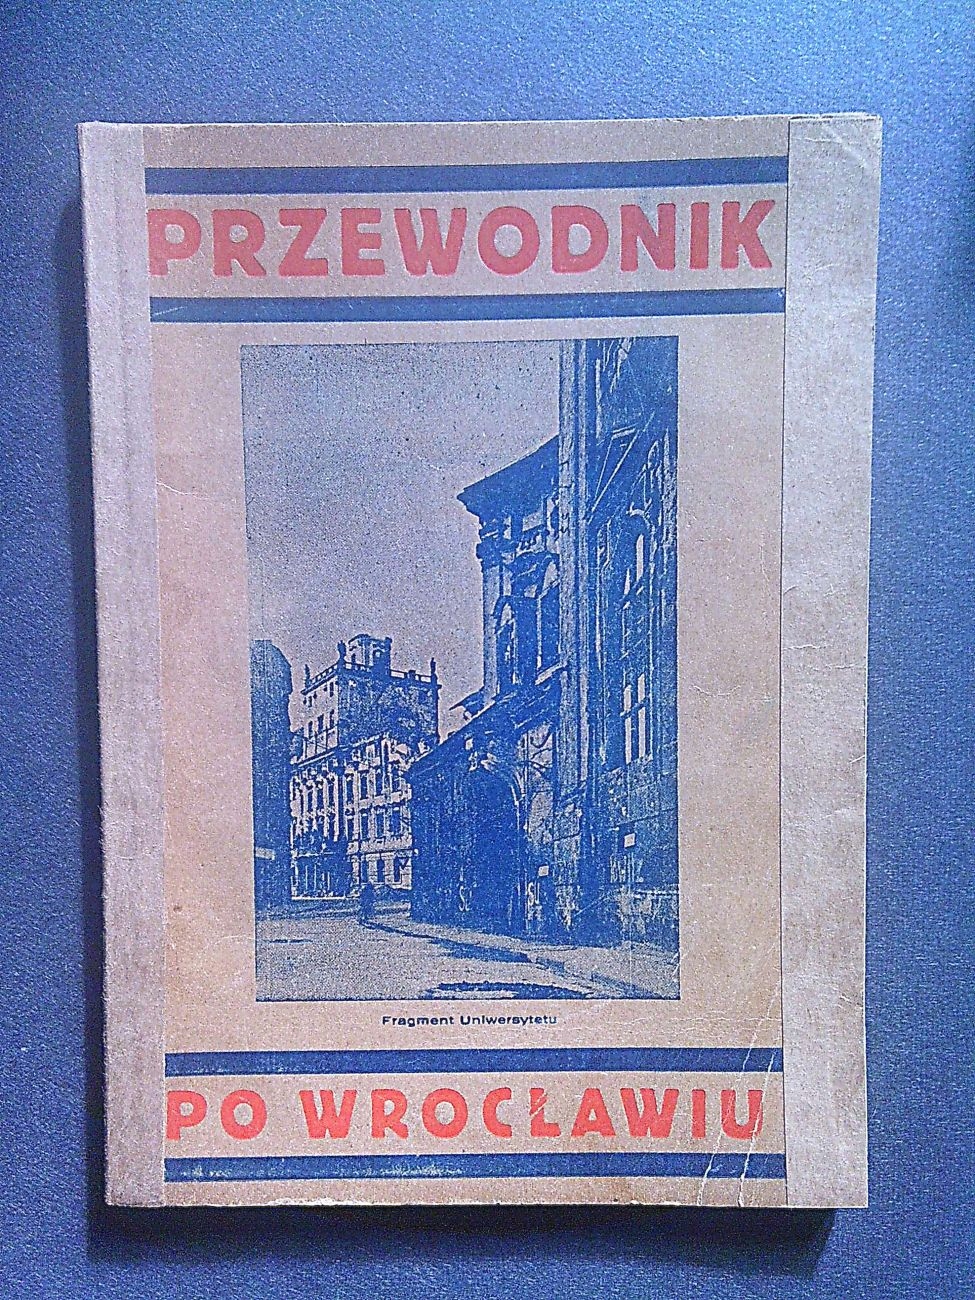 PRZEWODNIK
Fragment Uniwersytetu
PO WROCŁAWIU